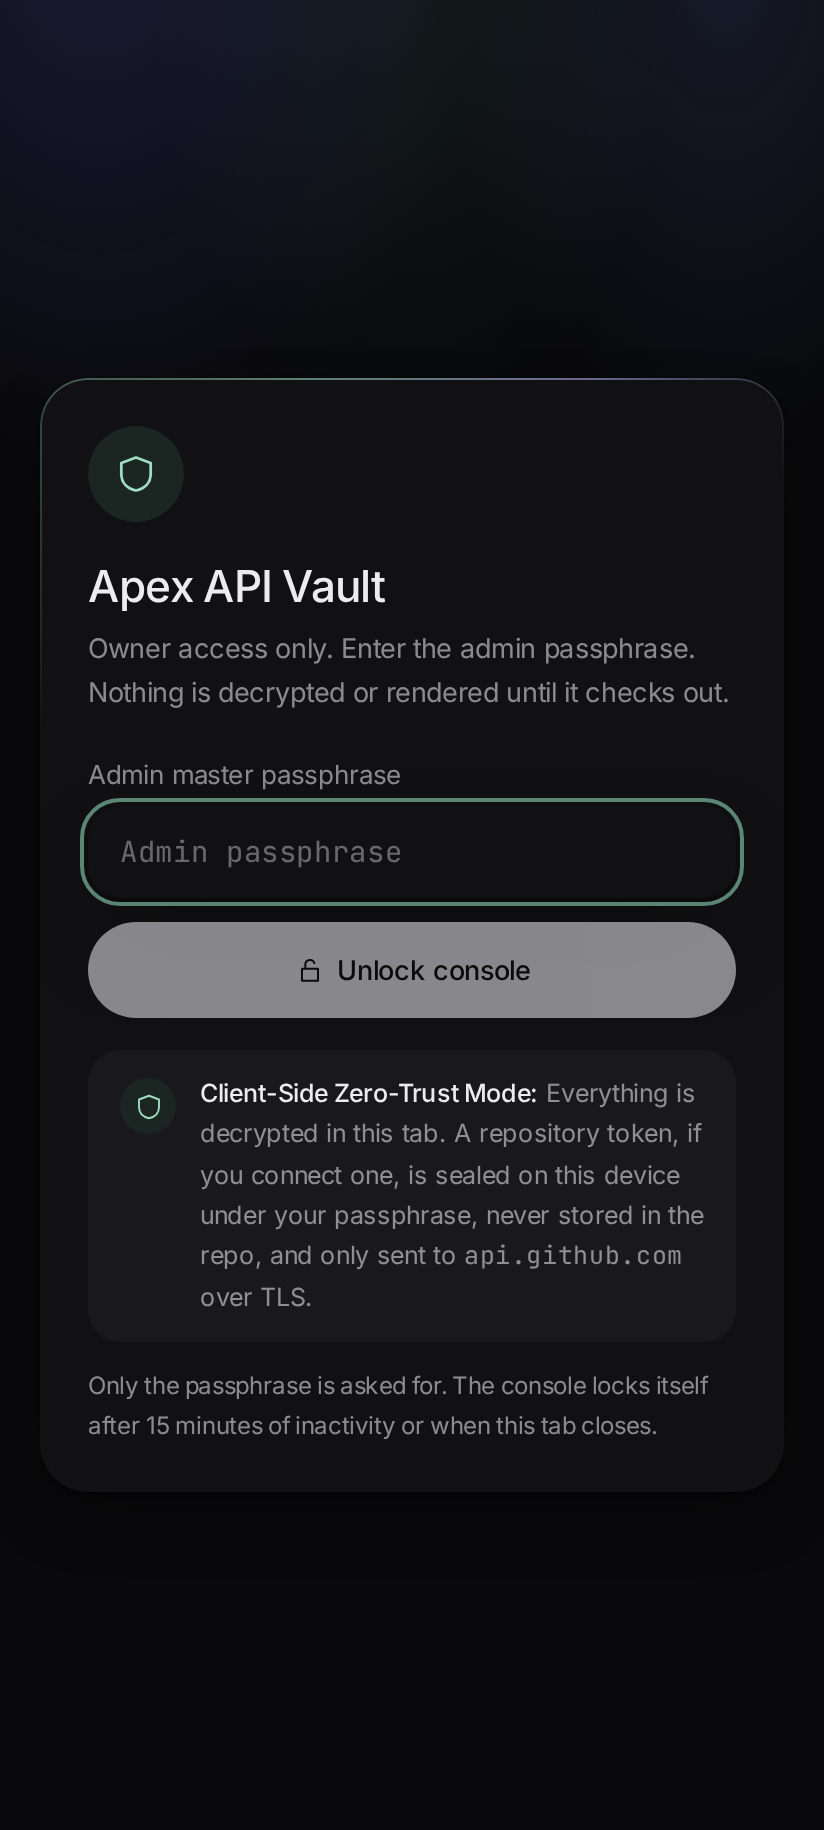 Apex API Vault
Owner access only. Enter the admin passphrase.
Nothing is decrypted or rendered until it checks out.
Admin master passphrase
Admin passphrase
Unlock console
Client-Side Zero-Trust Mode: Everything is
decrypted in this tab. A repository token, if
you connect one, is sealed on this device
under your passphrase, never stored in the
repo, and only sent to api.github.com
over TLS.
Only the passphrase is asked for. The console locks itself
after 15 minutes of inactivity or when this tab closes.